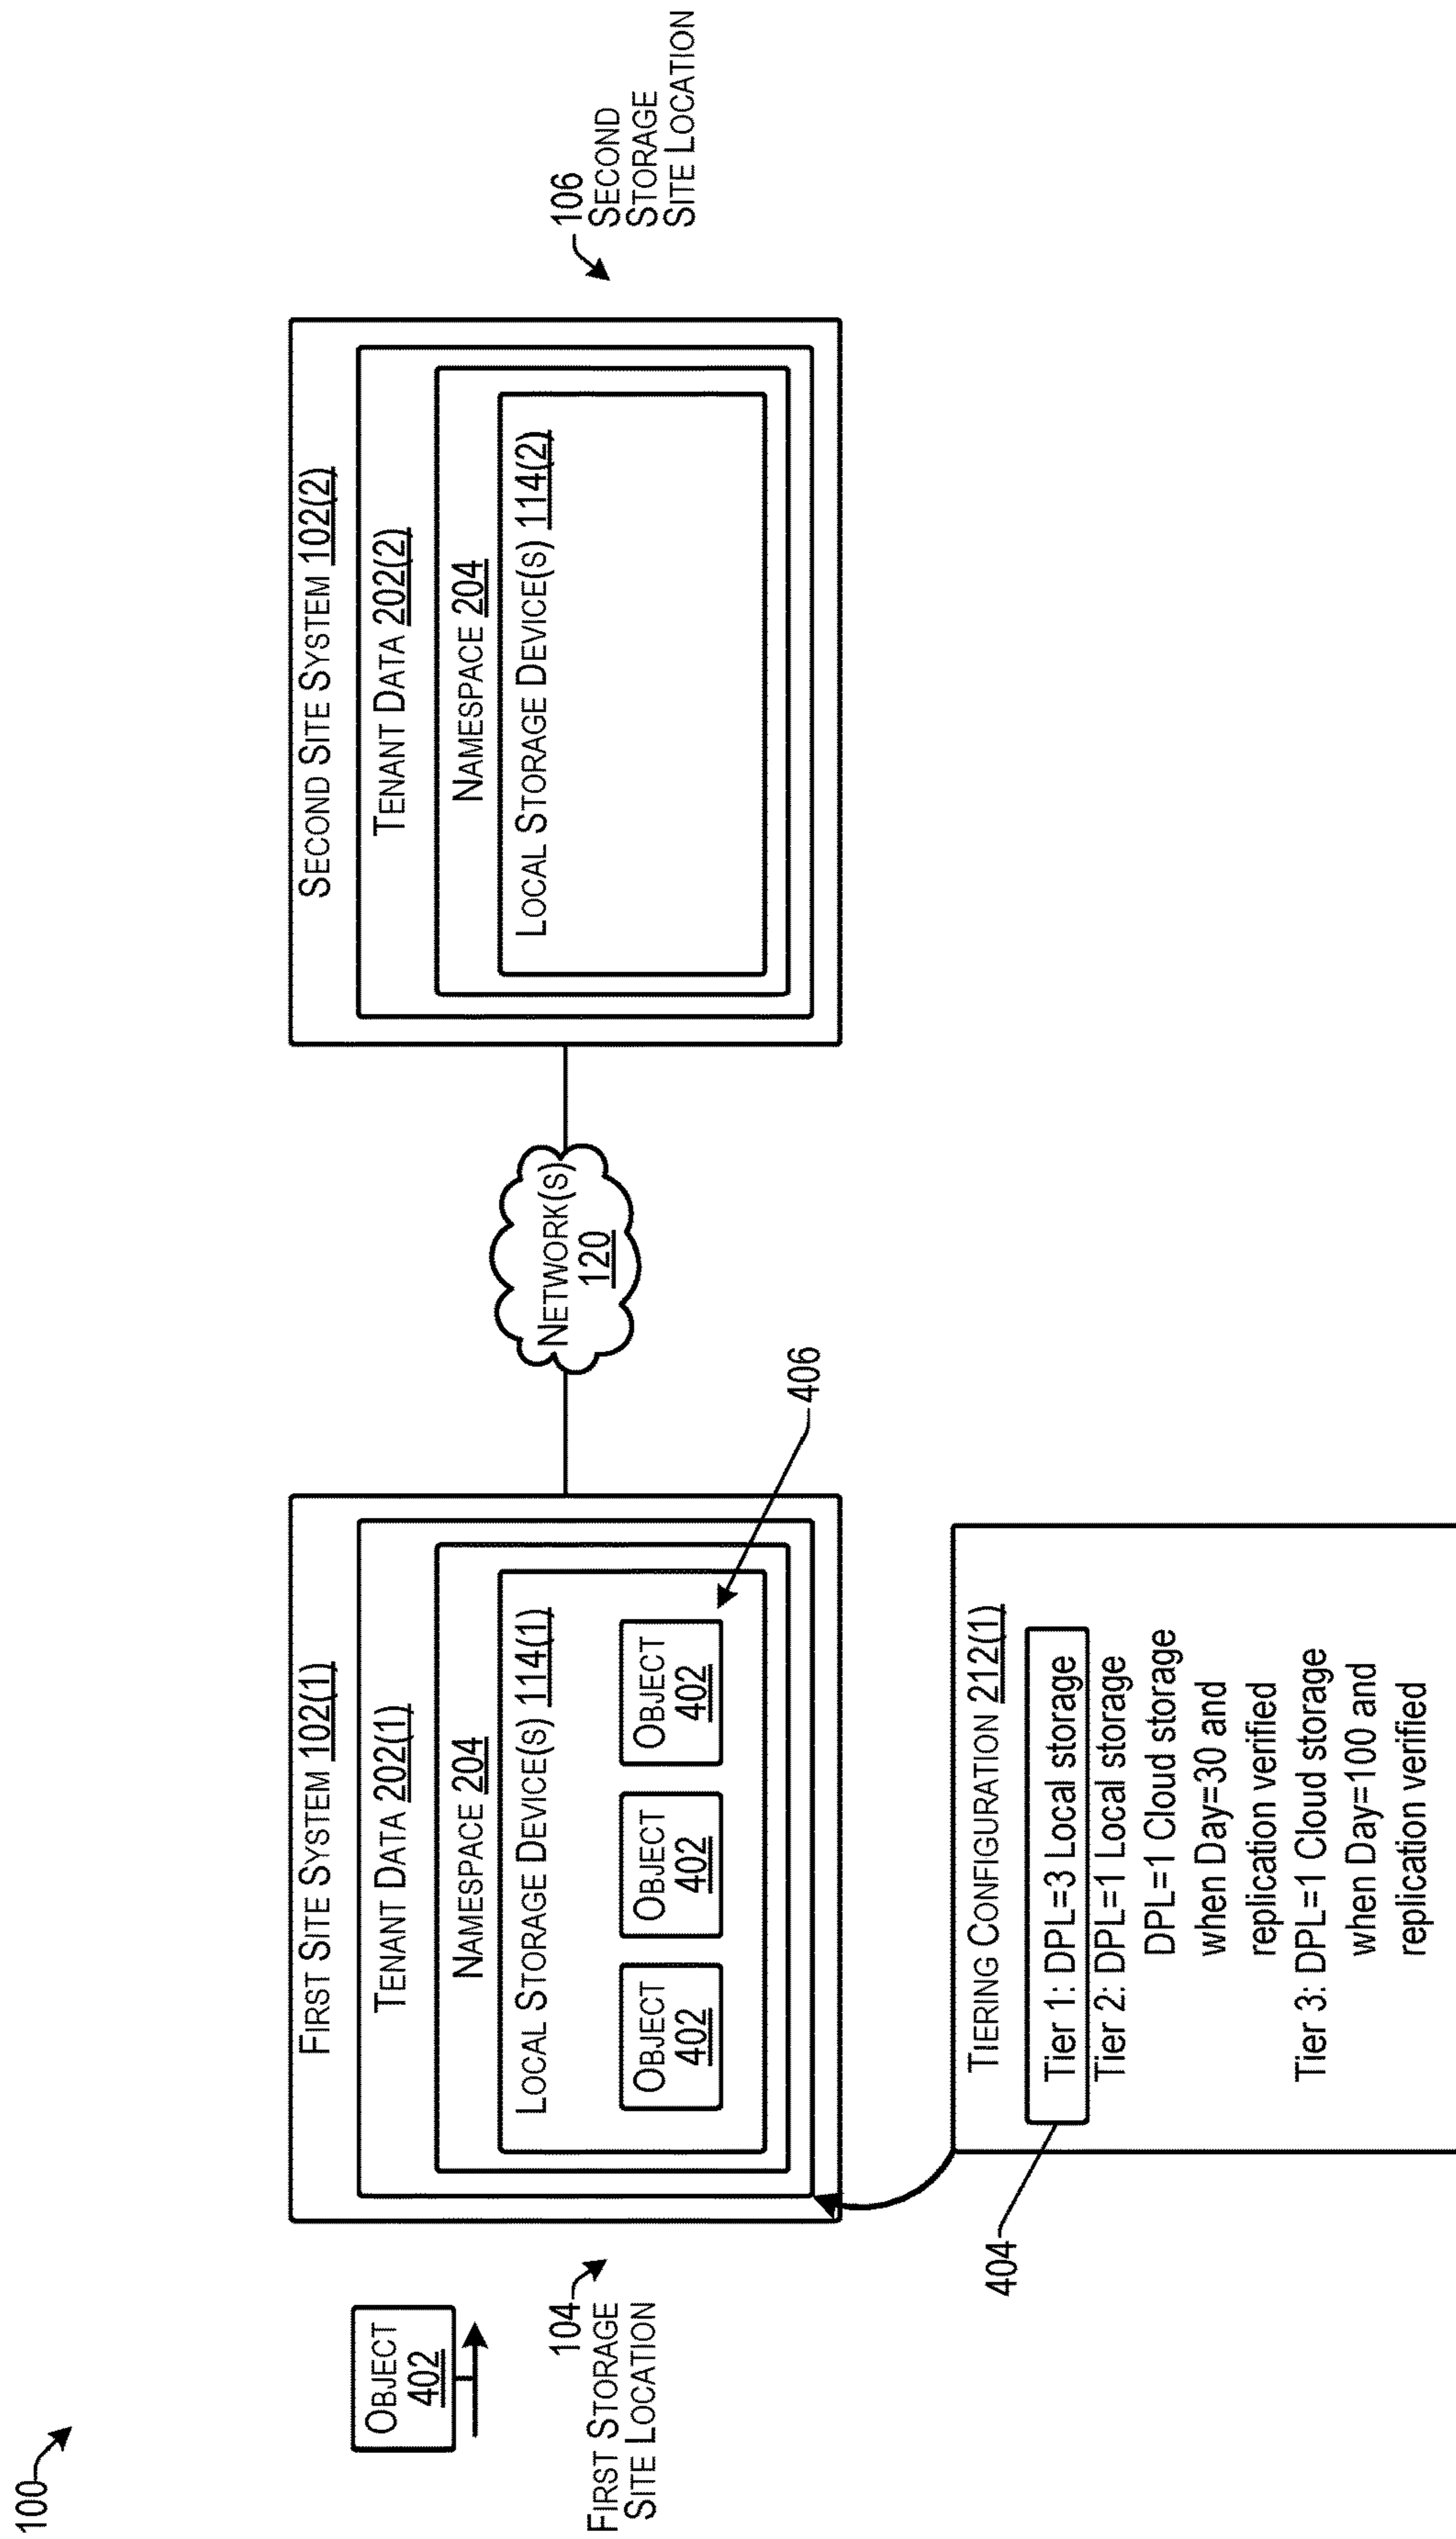 100
OBJECT
402
104
FIRST STORAGE
SITE LOCATION
FIRST SITE SYSTEM 102(1)
TENANT DATA 202(1)
NAMESPACE 204
LOCAL STORAGE DEVICE(S) 114(1)
OBJECT
402
OBJECT
402
OBJECT
402
406
NETWORK(S)
120
SECOND SITE SYSTEM 102(2)
TENANT DATA 202(2)
NAMESPACE 204
LOCAL STORAGE DEVICE(S) 114(2)
106
SECOND
STORAGE
SITE LOCATION
404
TIERING CONFIGURATION 212(1)
Tier 1: DPL=3 Local storage
Tier 2: DPL=1 Local storage
DPL=1 Cloud storage
when Day=30 and
replication verified
Tier 3: DPL=1 Cloud storage
when Day=100 and
replication verified